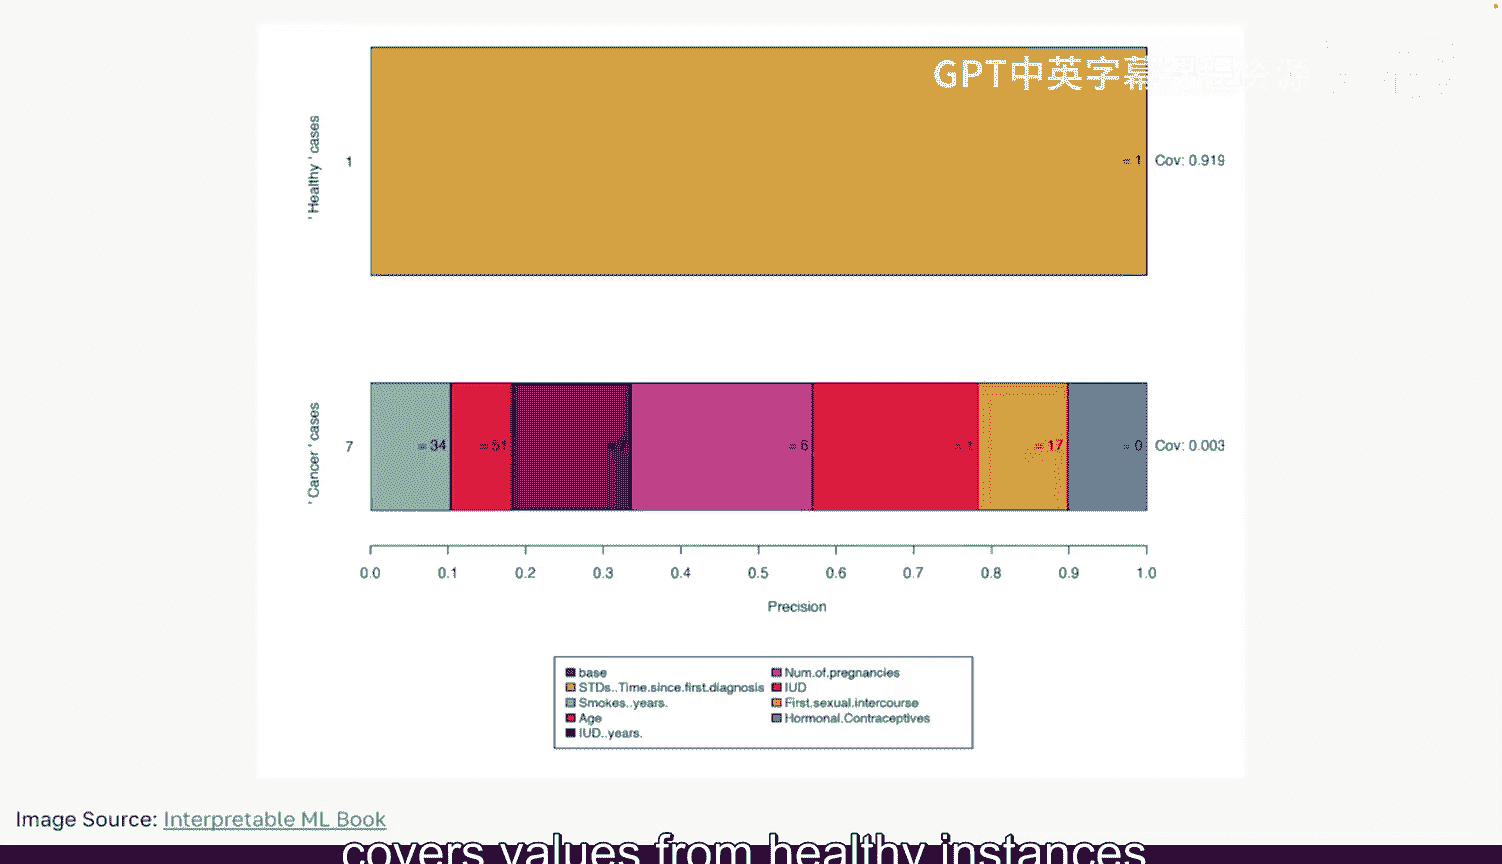 GPT中英字幕
'Healthy' cases
1
= 1
Cov: 0.919
'Cancer' cases
7
= 34
= 51
= 6
= 1
= 17
= 0
Cov: 0.003
0.0 0.1 0.2 0.3 0.4 0.5 0.6 0.7 0.8 0.9 1.0
Precision
base
STDs..Time.since.first.diagnosis
Smokes..years.
Age
IUD..years.
Num.of.pregnancies
IUD
First.sexual.intercourse
Hormonal.Contraceptives
Image Source: Interpretable ML Book
covers values from healthy instances